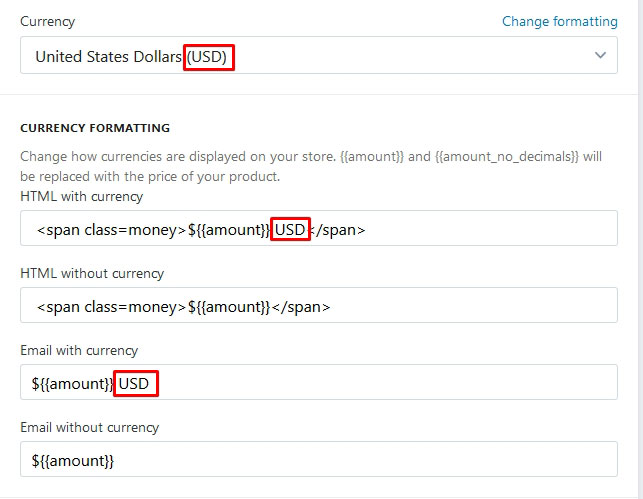 Currency
Change formatting
United States Dollars (USD)
CURRENCY FORMATTING
Change how currencies are displayed on your store. {{amount}} and {{amount_no_decimals}} will
be replaced with the price of your product.
HTML with currency
<span class=money>${{amount}} USD</span>
HTML without currency
<span class=money>${{amount}}</span>
Email with currency
${{amount}} USD
Email without currency
${{amount}}